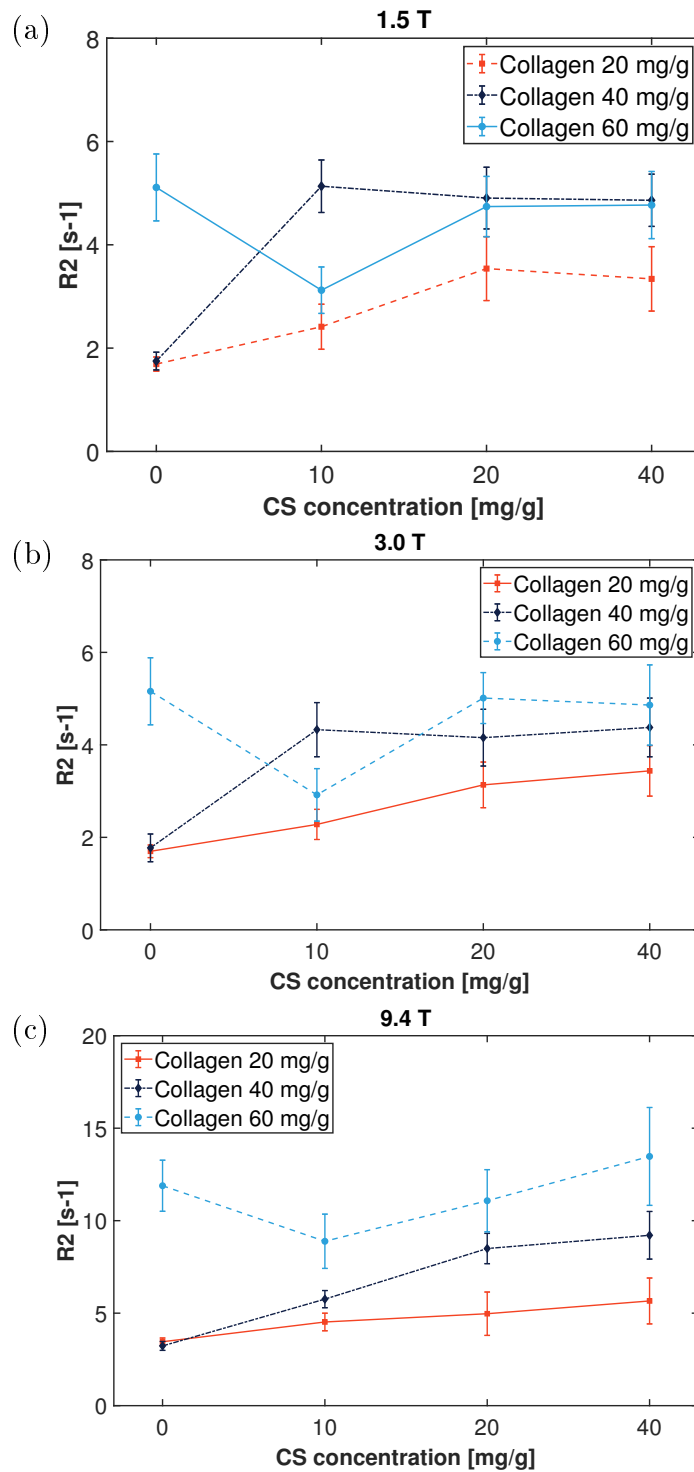 (a)
1.5 T
8
6
4
2
0
R2 [s-1]
Collagen 20 mg/g
Collagen 40 mg/g
Collagen 60 mg/g
0 10 20 40
CS concentration [mg/g]
(b)
3.0 T
8
6
4
2
0
R2 [s-1]
Collagen 20 mg/g
Collagen 40 mg/g
Collagen 60 mg/g
0 10 20 40
CS concentration [mg/g]
(c)
9.4 T
20
15
10
5
0
R2 [s-1]
Collagen 20 mg/g
Collagen 40 mg/g
Collagen 60 mg/g
0 10 20 40
CS concentration [mg/g]